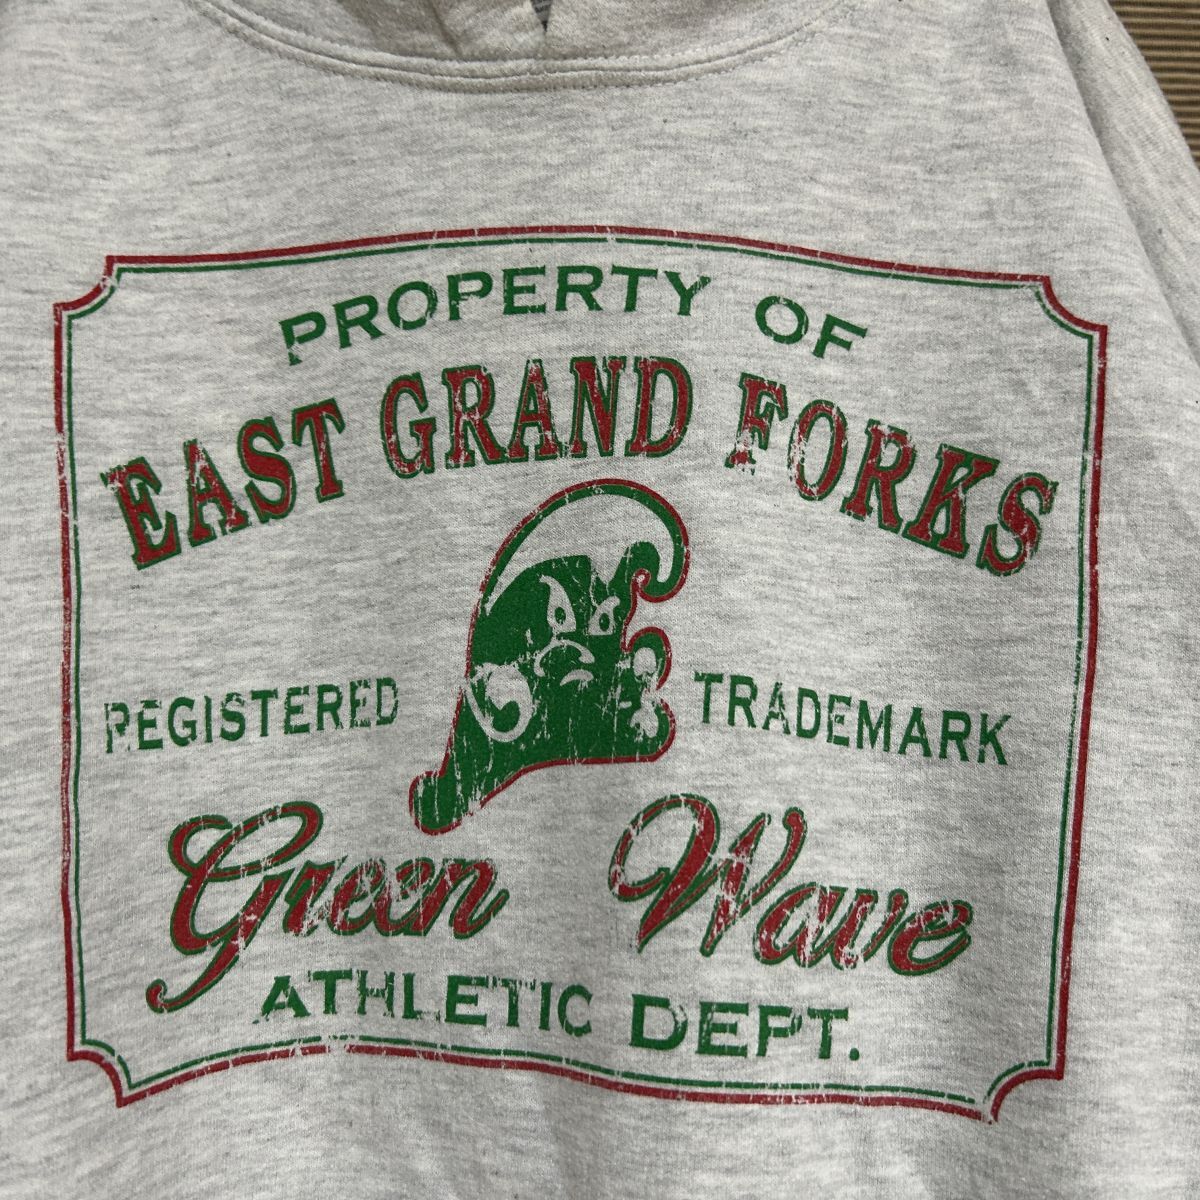 PROPERTY OF
EAST GRAND FORKS
REGISTERED TRADEMARK
Green Wave
ATHLETIC DEPT.